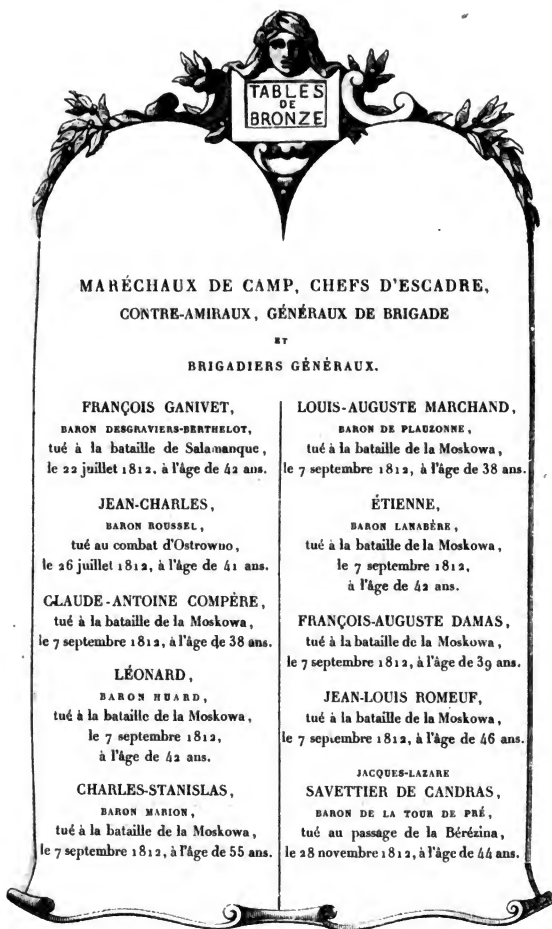 TABLES
DE
BRONZE
MARÉCHAUX DE CAMP, CHEFS D'ESCADRE,
CONTRE-AMIRAUX, GÉNÉRAUX DE BRIGADE
ET
BRIGADIERS GÉNÉRAUX.
FRANÇOIS GANIVET,
BARON DESGRAVIERS-BERTHELOT,
tué à la bataille de Salamanque,
le 22 juillet 1812, à l'âge de 42 ans.
JEAN-CHARLES,
BARON ROUSSEL,
tué au combat d'Ostrowno,
le 26 juillet 1812, à l'âge de 41 ans.
CLAUDE-ANTOINE COMPÈRE,
tué à la bataille de la Moskowa,
le 7 septembre 1812, à l'âge de 38 ans.
LÉONARD,
BARON HUARD,
tué à la bataille de la Moskowa,
le 7 septembre 1812,
à l'âge de 42 ans.
CHARLES-STANISLAS,
BARON MARION,
tué à la bataille de la Moskowa,
le 7 septembre 1812, à l'âge de 55 ans.
LOUIS-AUGUSTE MARCHAND,
BARON DE PLAUZONNE,
tué à la bataille de la Moskowa,
le 7 septembre 1812, à l'âge de 38 ans.
ÉTIENNE,
BARON LANABÈRE,
tué à la bataille de la Moskowa,
le 7 septembre 1812,
à l'âge de 42 ans.
FRANÇOIS-AUGUSTE DAMAS,
tué à la bataille de la Moskowa,
le 7 septembre 1812, à l'âge de 39 ans.
JEAN-LOUIS ROMEUF,
tué à la bataille de la Moskowa,
le 7 septembre 1812, à l'âge de 46 ans.
JACQUES-LAZARE
SAVETTIER DE CANDRAS,
BARON DE LA TOUR DE PRÉ,
tué au passage de la Bérézina,
le 28 novembre 1812, à l'âge de 44 ans.